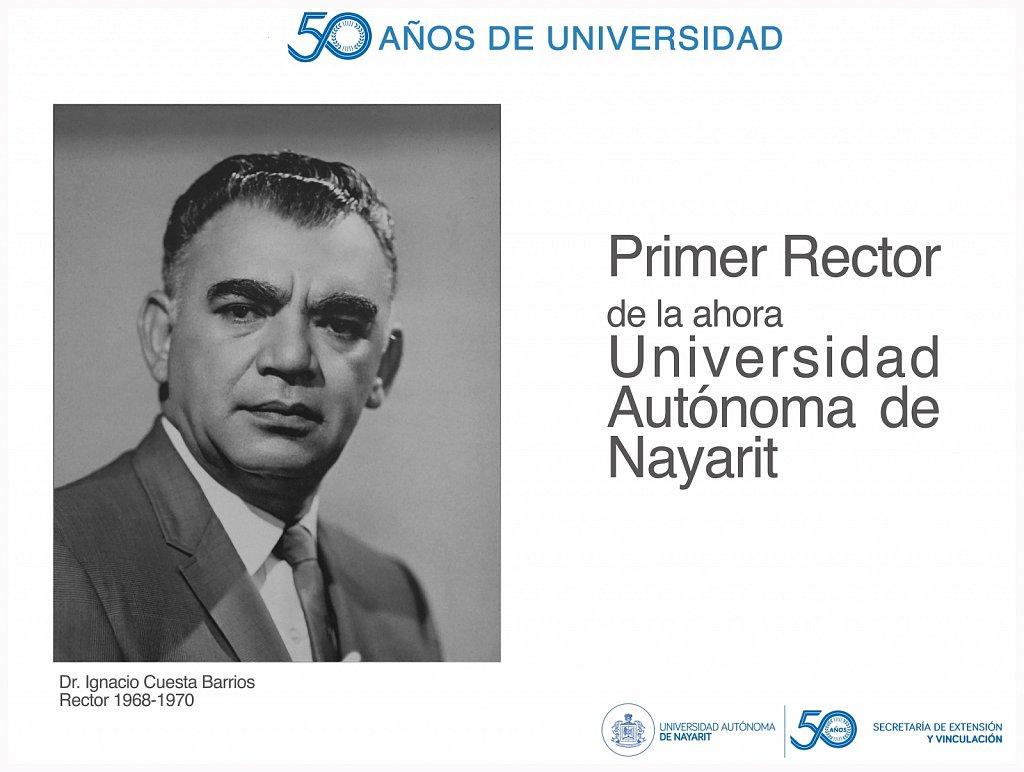 50 AÑOS DE UNIVERSIDAD
Primer Rector
de la ahora
Universidad
Autónoma de
Nayarit
Dr. Ignacio Cuesta Barrios
Rector 1968-1970
UNIVERSIDAD AUTÓNOMA
DE NAYARIT
50 AÑOS
SECRETARÍA DE EXTENSIÓN
Y VINCULACIÓN